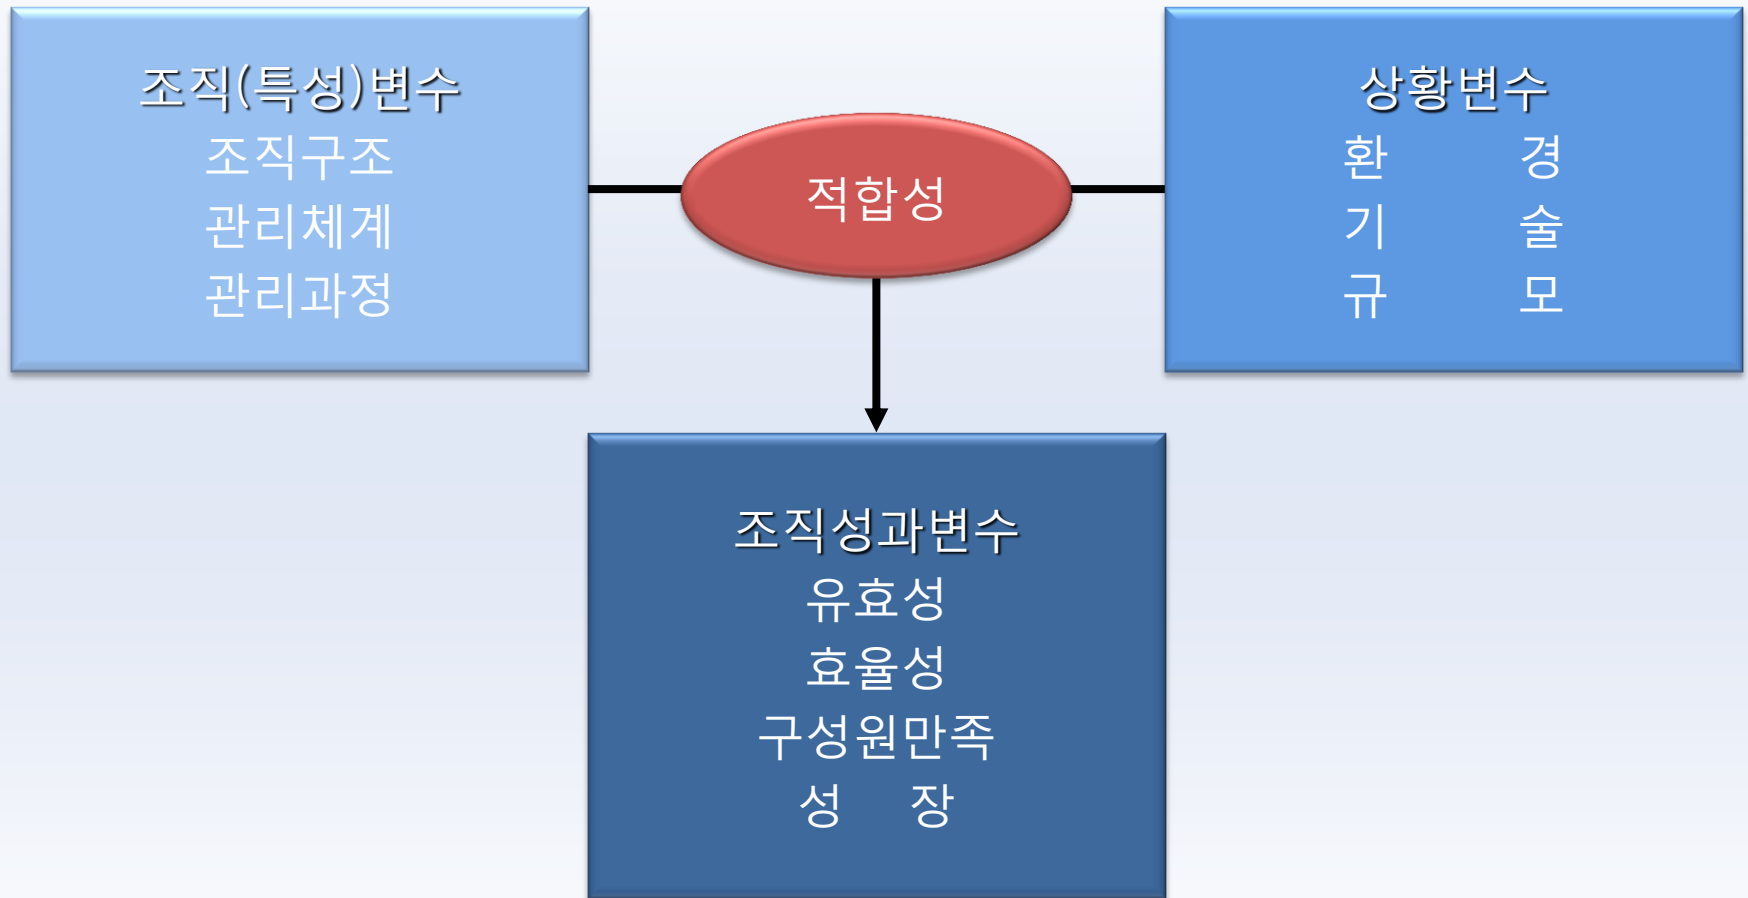 조직(특성)변수
조직구조
관리체계
관리과정
적합성
상황변수
환 경
기 술
규 모
조직성과변수
유효성
효율성
구성원만족
성 장